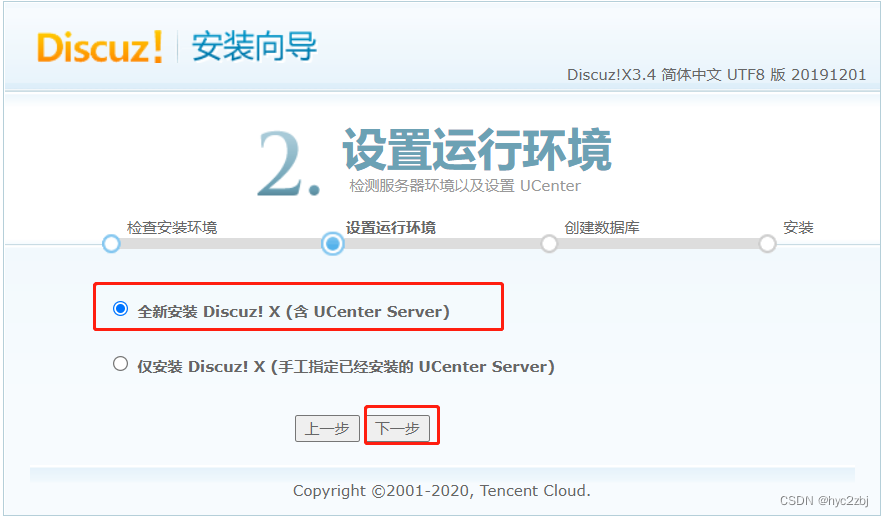 Discuz! 安装向导
Discuz!X3.4 简体中文 UTF8 版 20191201
2. 设置运行环境
检测服务器环境以及设置 UCenter
检查安装环境 设置运行环境 创建数据库 安装
全新安装 Discuz! X (含 UCenter Server)
仅安装 Discuz! X (手工指定已经安装的 UCenter Server)
上一步 下一步
Copyright ©2001-2020, Tencent Cloud.
CSDN @hyc2zbj